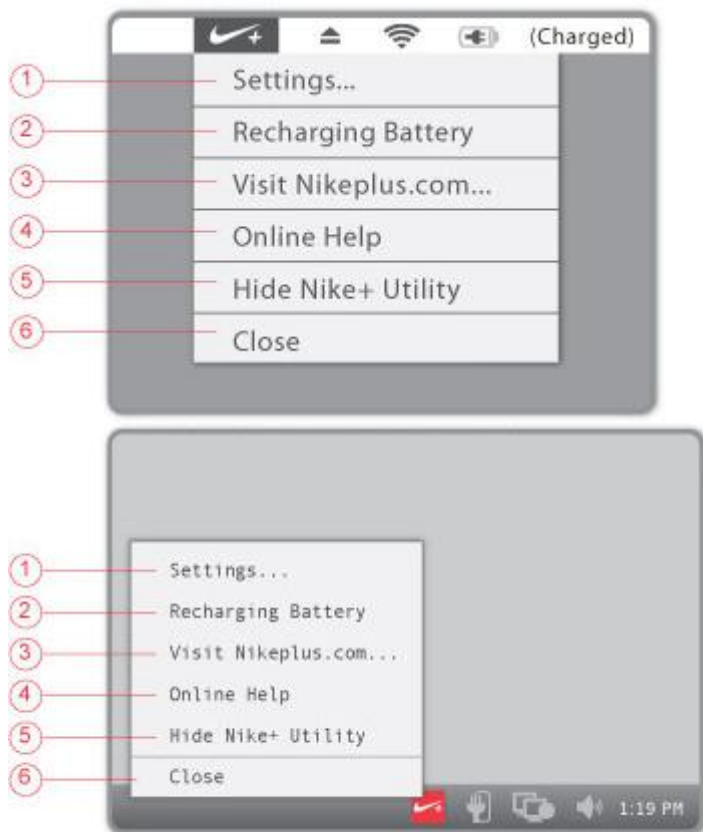 (Charged)
1 Settings...
2 Recharging Battery
3 Visit Nikeplus.com...
4 Online Help
5 Hide Nike+ Utility
6 Close
1 Settings...
2 Recharging Battery
3 Visit Nikeplus.com...
4 Online Help
5 Hide Nike+ Utility
6 Close
1:19 PM